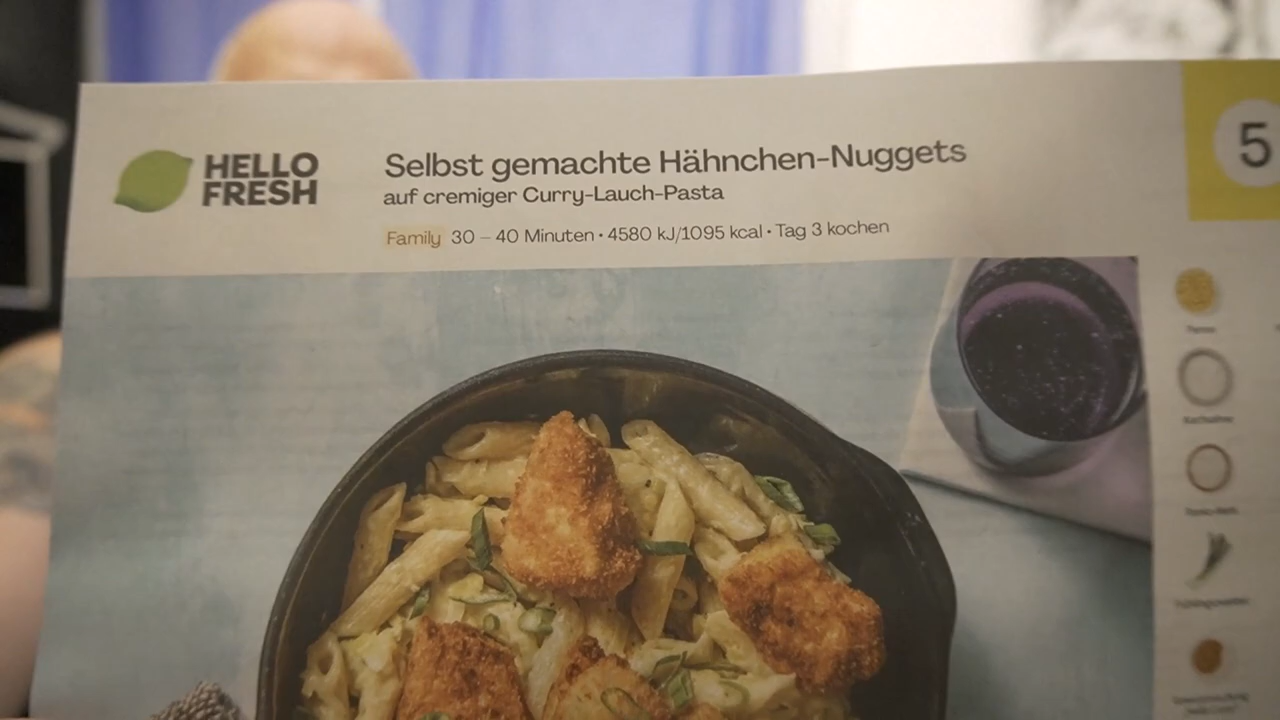 HELLO
FRESH
Selbst gemachte Hähnchen-Nuggets
auf cremiger Curry-Lauch-Pasta
Family 30 – 40 Minuten • 4580 kJ/1095 kcal • Tag 3 kochen
5